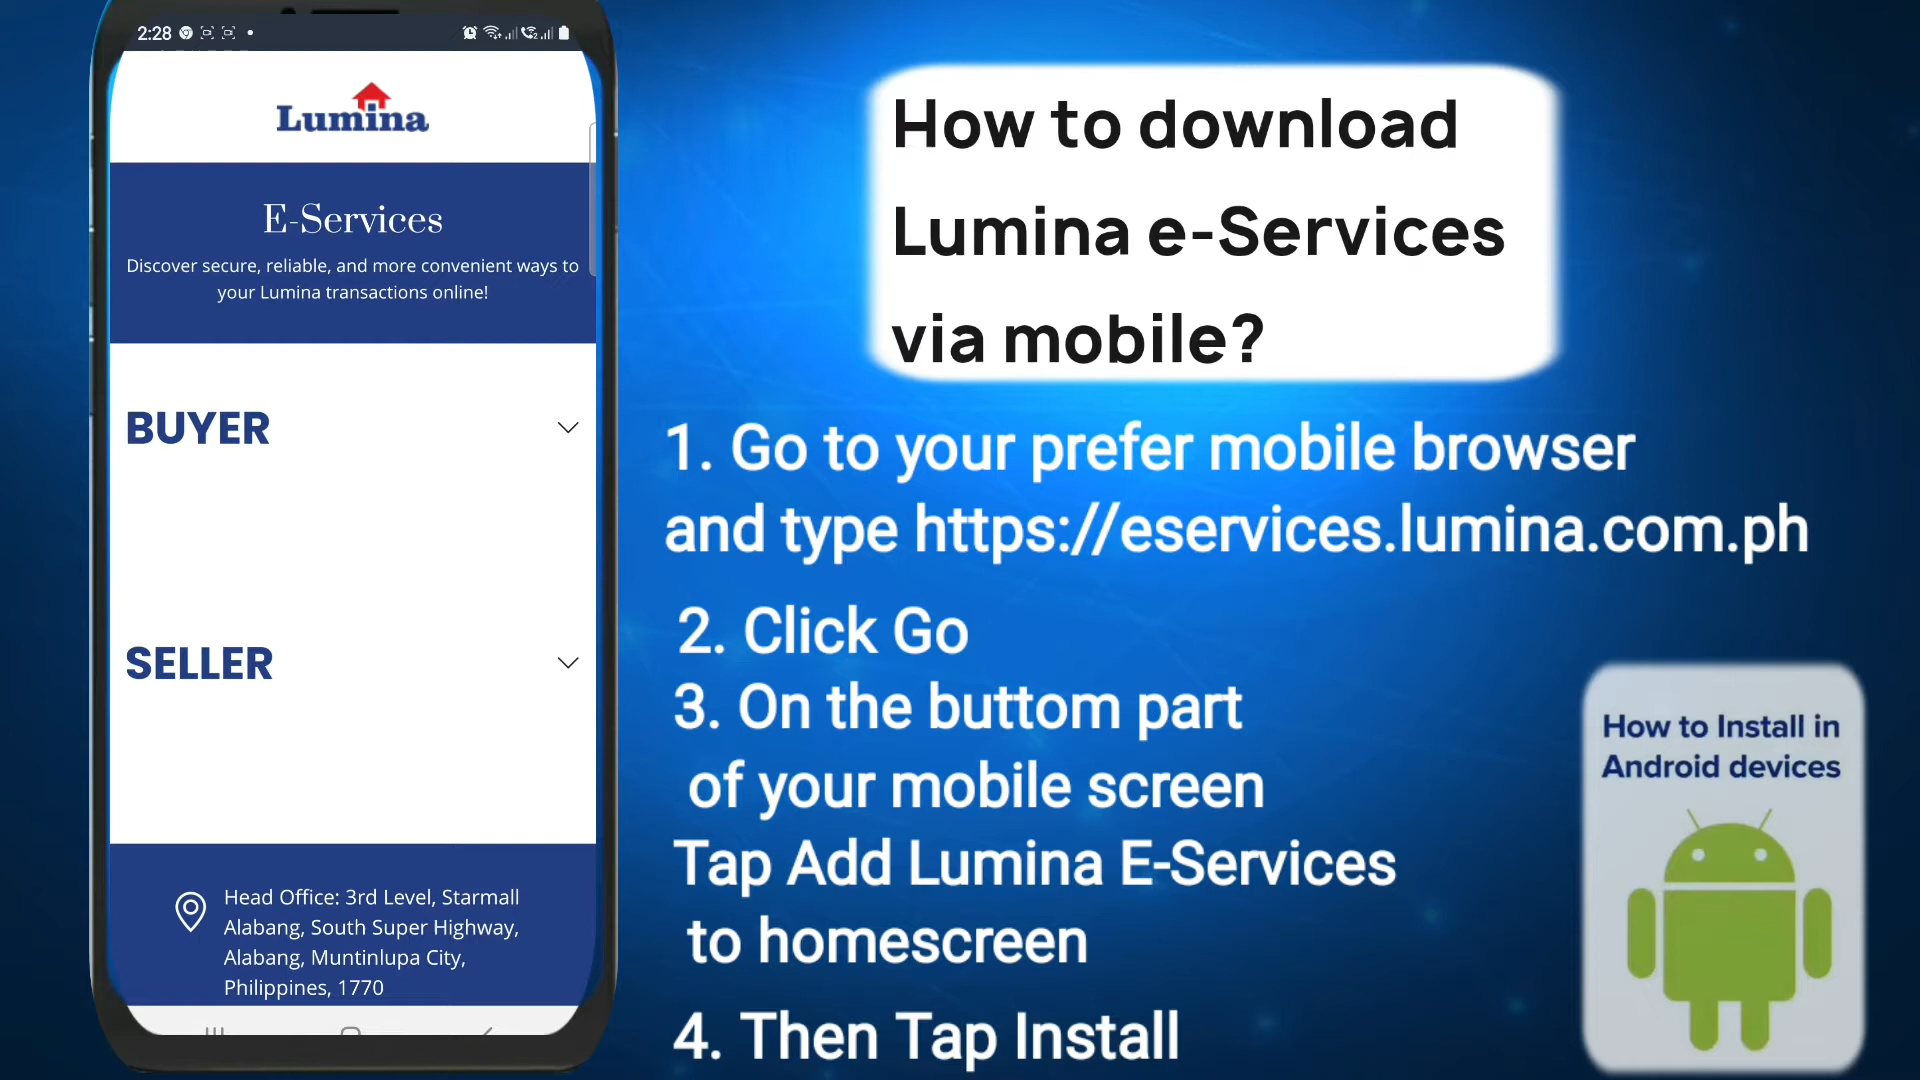 2:28
Lumina
E-Services
Discover secure, reliable, and more convenient ways to
your Lumina transactions online!
BUYER
SELLER
Head Office: 3rd Level, Starmall
Alabang, South Super Highway,
Alabang, Muntinlupa City,
Philippines, 1770
How to download
Lumina e-Services
via mobile?
1. Go to your prefer mobile browser
and type https://eservices.lumina.com.ph
2. Click Go
3. On the buttom part
of your mobile screen
Tap Add Lumina E-Services
to homescreen
4. Then Tap Install
How to Install in
Android devices